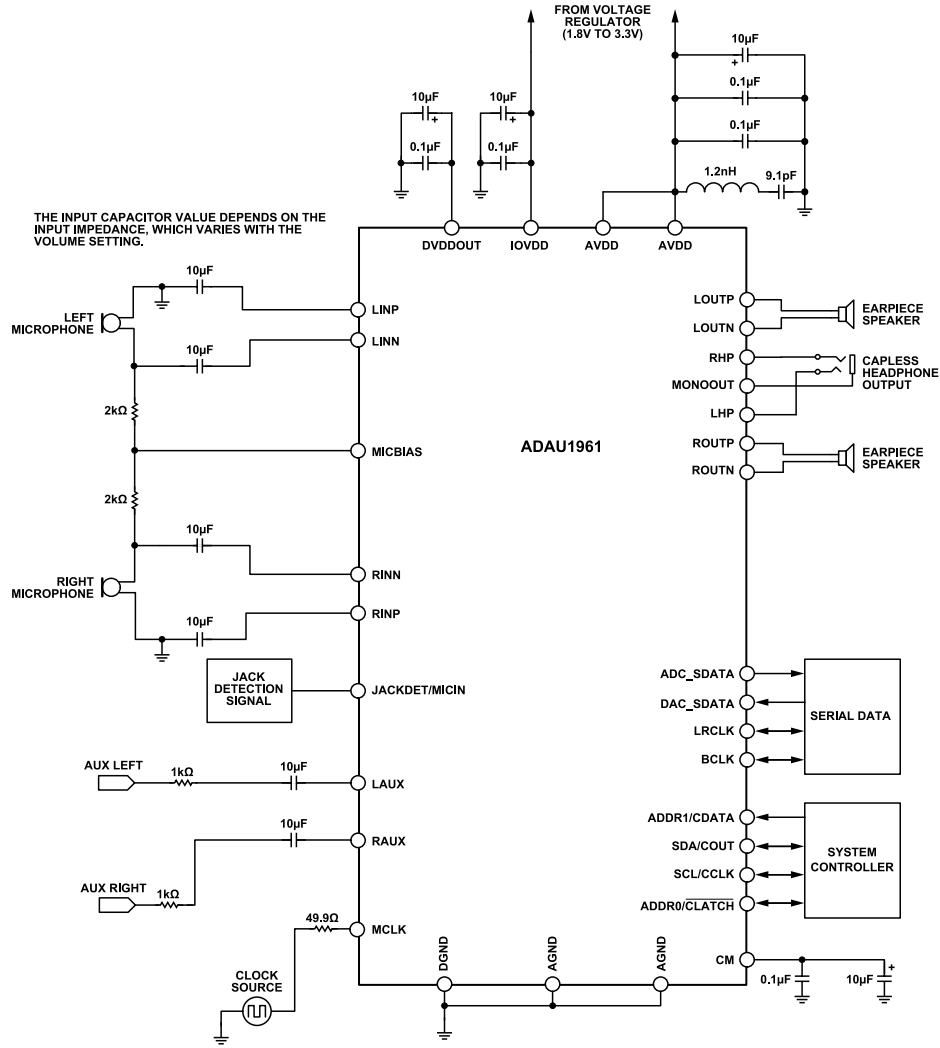 FROM VOLTAGE
REGULATOR
(1.8V TO 3.3V)
10µF
+
0.1µF
0.1µF
1.2nH
9.1pF
10µF
+
0.1µF
10µF
+
0.1µF
THE INPUT CAPACITOR VALUE DEPENDS ON THE
INPUT IMPEDANCE, WHICH VARIES WITH THE
VOLUME SETTING.
DVDDOUT
IOVDD
AVDD
AVDD
10µF
LEFT
MICROPHONE
LINP
LINN
10µF
2kΩ
MICBIAS
2kΩ
10µF
RINN
RIGHT
MICROPHONE
RINP
10µF
JACK
DETECTION
SIGNAL
JACKDET/MICIN
AUX LEFT
1kΩ
10µF
LAUX
10µF
RAUX
AUX RIGHT
1kΩ
49.9Ω
MCLK
CLOCK
SOURCE
ADAU1961
LOUTP
LOUTN
EARPIECE
SPEAKER
RHP
MONOOUT
LHP
CAPLESS
HEADPHONE
OUTPUT
ROUTP
ROUTN
EARPIECE
SPEAKER
ADC_SDATA
DAC_SDATA
LRCLK
BCLK
SERIAL DATA
ADDR1/CDATA
SDA/COUT
SCL/CCLK
ADDR0/CLATCH
SYSTEM
CONTROLLER
CM
0.1µF
10µF
+
DGND
AGND
AGND